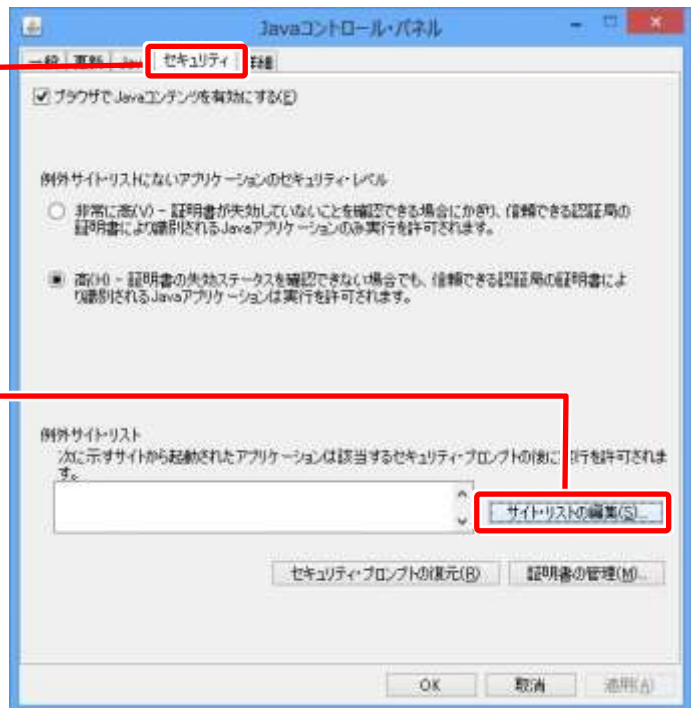 Javaコントロール・パネル
一般 更新 Java セキュリティ 詳細
ブラウザでJavaコンテンツを有効にする(E)
例外サイト・リストにないアプリケーションのセキュリティ・レベル
非常に高(V) - 証明書が失効していないことを確認できる場合にかぎり、信頼できる認証局の
証明書により識別されるJavaアプリケーションのみ実行を許可されます。
高(H) - 証明書の失効ステータスを確認できない場合でも、信頼できる認証局の証明書によ
り識別されるJavaアプリケーションは実行を許可されます。
例外サイト・リスト
次に示すサイトから起動されたアプリケーションは該当するセキュリティ・プロンプトの後に実行を許可されま
す。
サイト・リストの編集(S)...
セキュリティ・プロンプトの復元(R) 証明書の管理(M)...
OK 取消 適用(A)